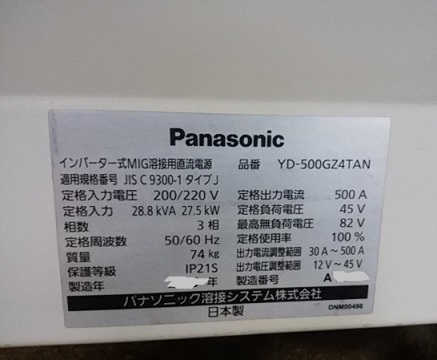 Panasonic
インバーター式MIG溶接用直流電源 品番 YD-500GZ4TAN
適用規格番号 JIS C 9300-1 タイプJ
定格入力電圧 200/220 V 定格出力電流 500 A
定格入力 28.8 kVA 27.5 kW 定格負荷電圧 45 V
相数 3 相 最高無負荷電圧 82 V
定格周波数 50/60 Hz 定格使用率 100 %
質量 74 kg 出力電流調整範囲 30 A～500 A
保護等級 IP21S 出力電圧調整範囲 12 V～45 V
製造年 年 製造番号 A
パナソニック溶接システム株式会社
日本製 DNM00498